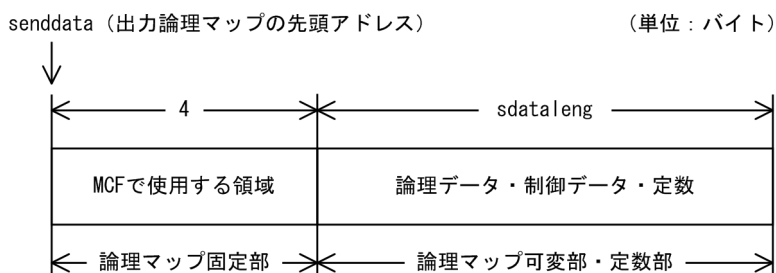 senddata（出力論理マップの先頭アドレス） （単位：バイト）
4 sdataleng
MCFで使用する領域 論理データ・制御データ・定数
論理マップ固定部 論理マップ可変部・定数部